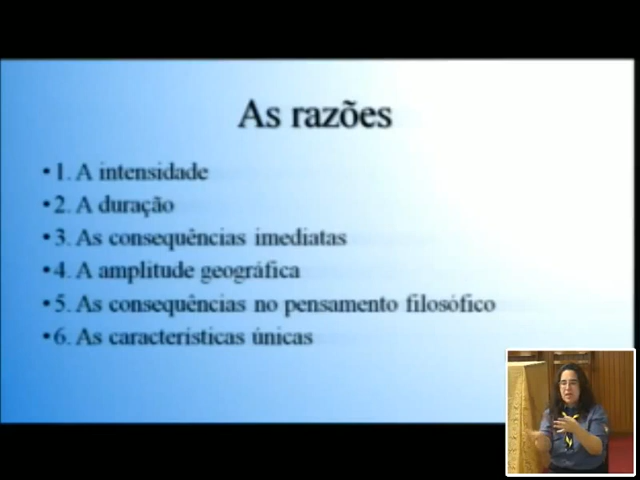 As razões
• 1. A intensidade
• 2. A duração
• 3. As consequências imediatas
• 4. A amplitude geográfica
• 5. As consequências no pensamento filosófico
• 6. As características únicas